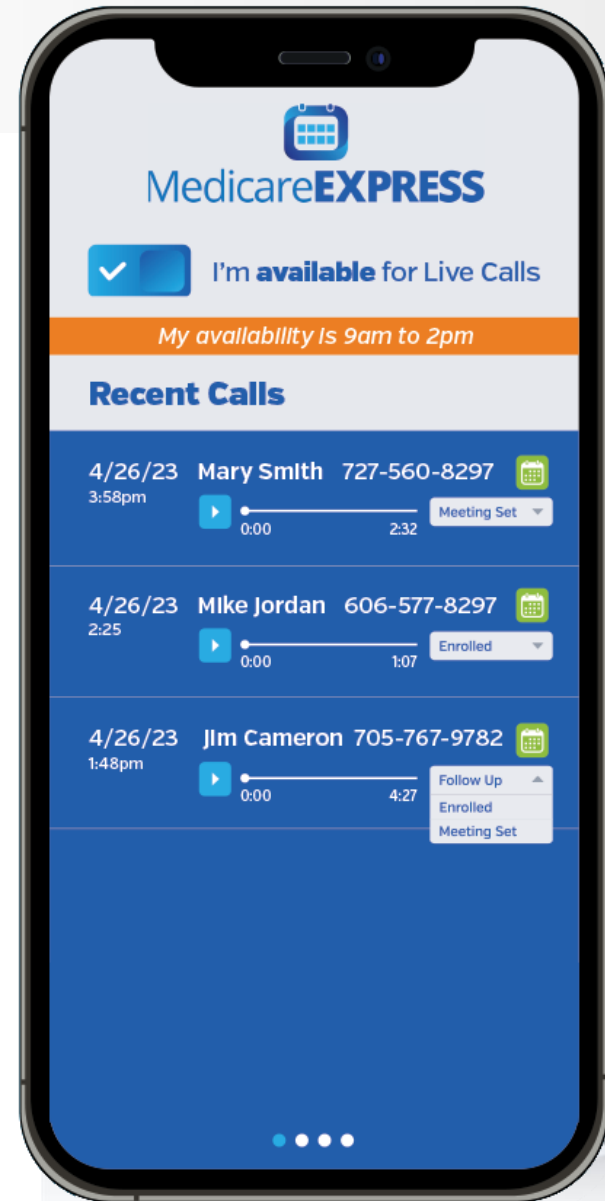 MedicareEXPRESS
I'm available for Live Calls
My availability is 9am to 2pm
Recent Calls
4/26/23 Mary Smith 727-560-8297
3:58pm
0:00 2:32 Meeting Set
4/26/23 Mike Jordan 606-577-8297
2:25
0:00 1:07 Enrolled
4/26/23 Jim Cameron 705-767-9782
1:48pm
0:00 4:27 Follow Up
Enrolled
Meeting Set